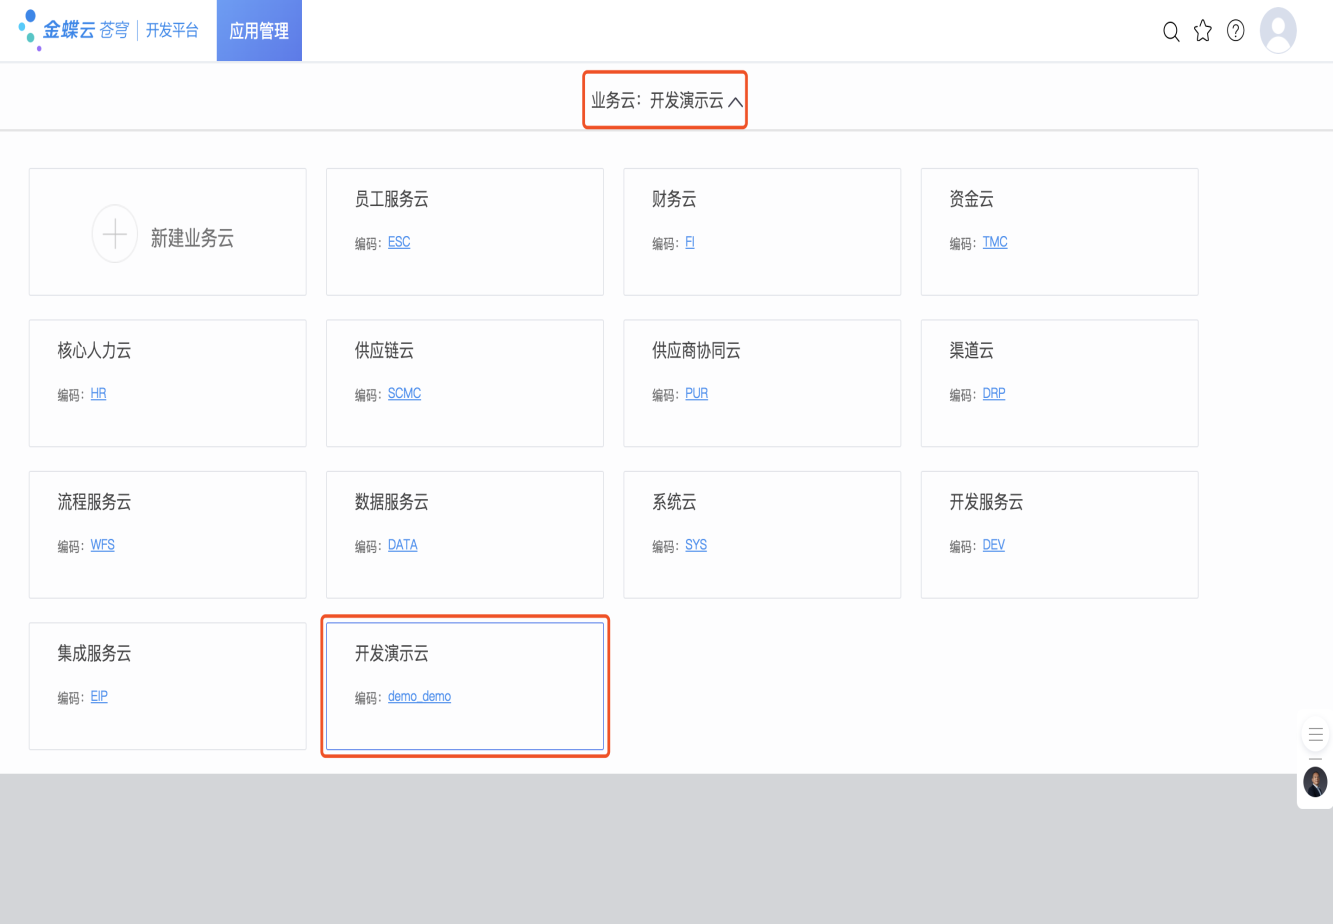 金蝶云 苍穹 开发平台 应用管理
业务云：开发演示云
新建业务云
员工服务云
编码：ESC
财务云
编码：FI
资金云
编码：TMC
核心人力云
编码：HR
供应链云
编码：SCMC
供应商协同云
编码：PUR
渠道云
编码：DRP
流程服务云
编码：WFS
数据服务云
编码：DATA
系统云
编码：SYS
开发服务云
编码：DEV
集成服务云
编码：EIP
开发演示云
编码：demo_demo